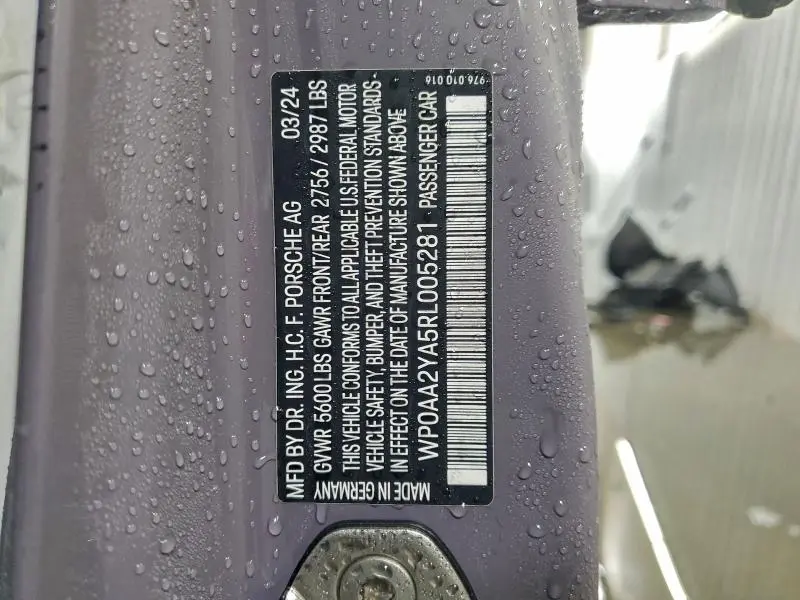 MFD BY DR. ING. H.C. F. PORSCHE AG 03/24
GVWR 5600 LBS GAWR FRONT/REAR 2756 / 2987 LBS
THIS VEHICLE CONFORMS TO ALL APPLICABLE U.S. FEDERAL MOTOR
VEHICLE SAFETY, BUMPER, AND THEFT PREVENTION STANDARDS
IN EFFECT ON THE DATE OF MANUFACTURE SHOWN ABOVE
MADE IN GERMANY
WP0AA2YA5RL005281 PASSENGER CAR
976.010.016